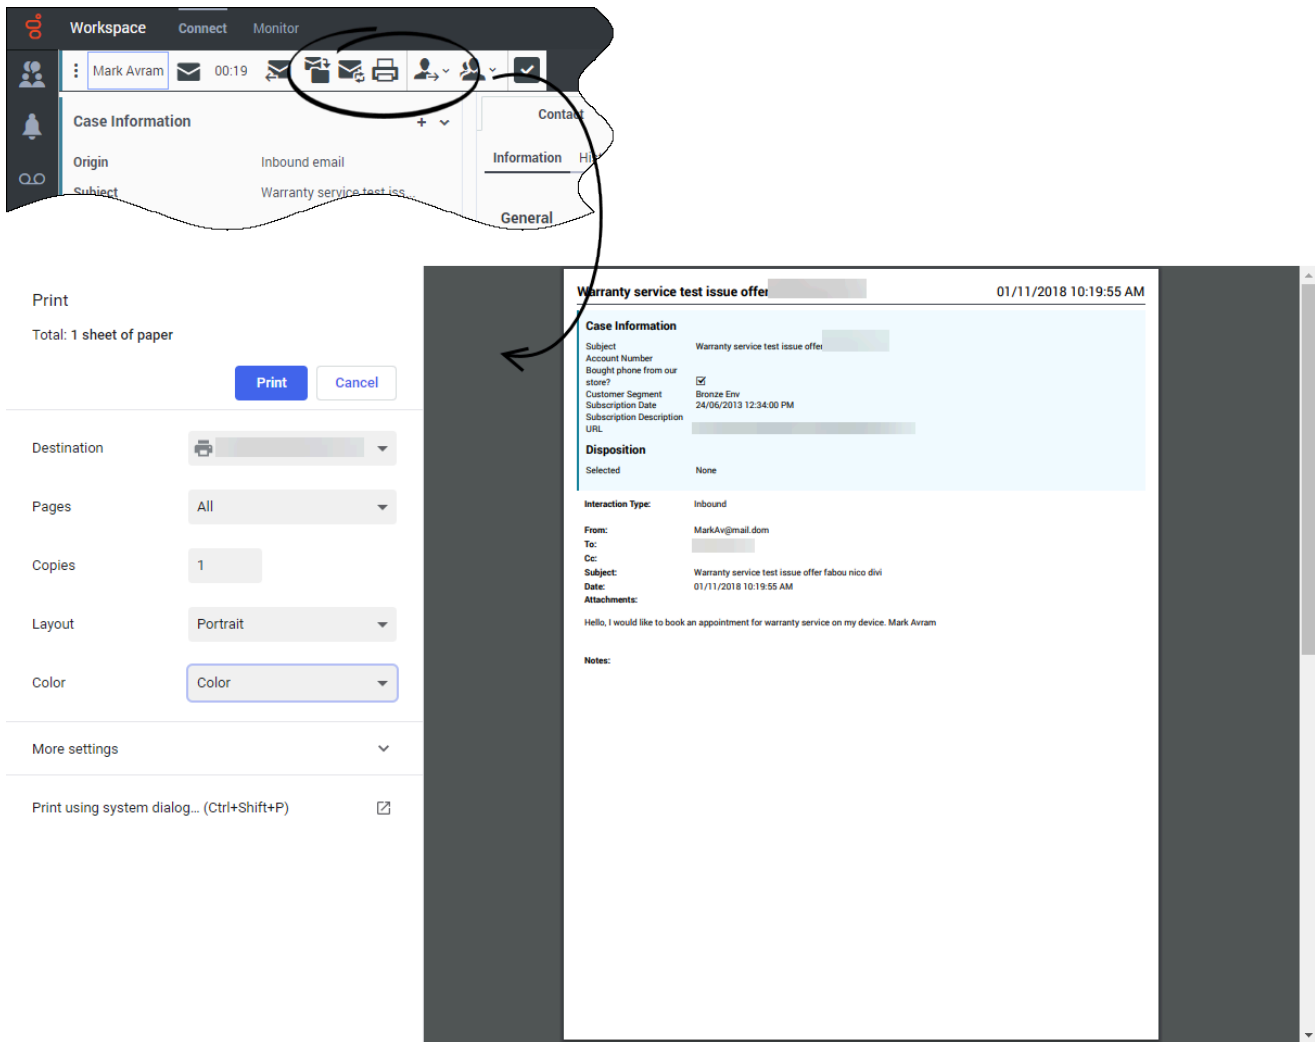 Workspace Connect Monitor
Mark Avram 00:19
Case Information
Contact
Origin Inbound email
Information
Subject Warranty service test iss...
General
Print
Total: 1 sheet of paper
Print Cancel
Destination
Pages All
Copies 1
Layout Portrait
Color Color
More settings
Print using system dialog... (Ctrl+Shift+P)
Warranty service test issue offer 01/11/2018 10:19:55 AM
Case Information
Subject Warranty service test issue offer
Account Number
Bought phone from our
store?
Customer Segment Bronze Env
Subscription Date 24/06/2013 12:34:00 PM
Subscription Description
URL
Disposition
Selected None
Interaction Type: Inbound
From: MarkAv@mail.dom
To:
Cc:
Subject: Warranty service test issue offer fabou nico divi
Date: 01/11/2018 10:19:55 AM
Attachments:
Hello, I would like to book an appointment for warranty service on my device. Mark Avram
Notes: